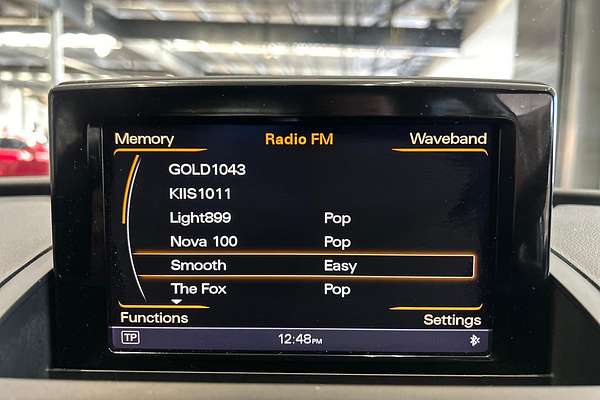 Memory Radio FM Waveband
GOLD1043
KIIS1011
Light899 Pop
Nova 100 Pop
Smooth Easy
The Fox Pop
Functions Settings
TP 12:48PM